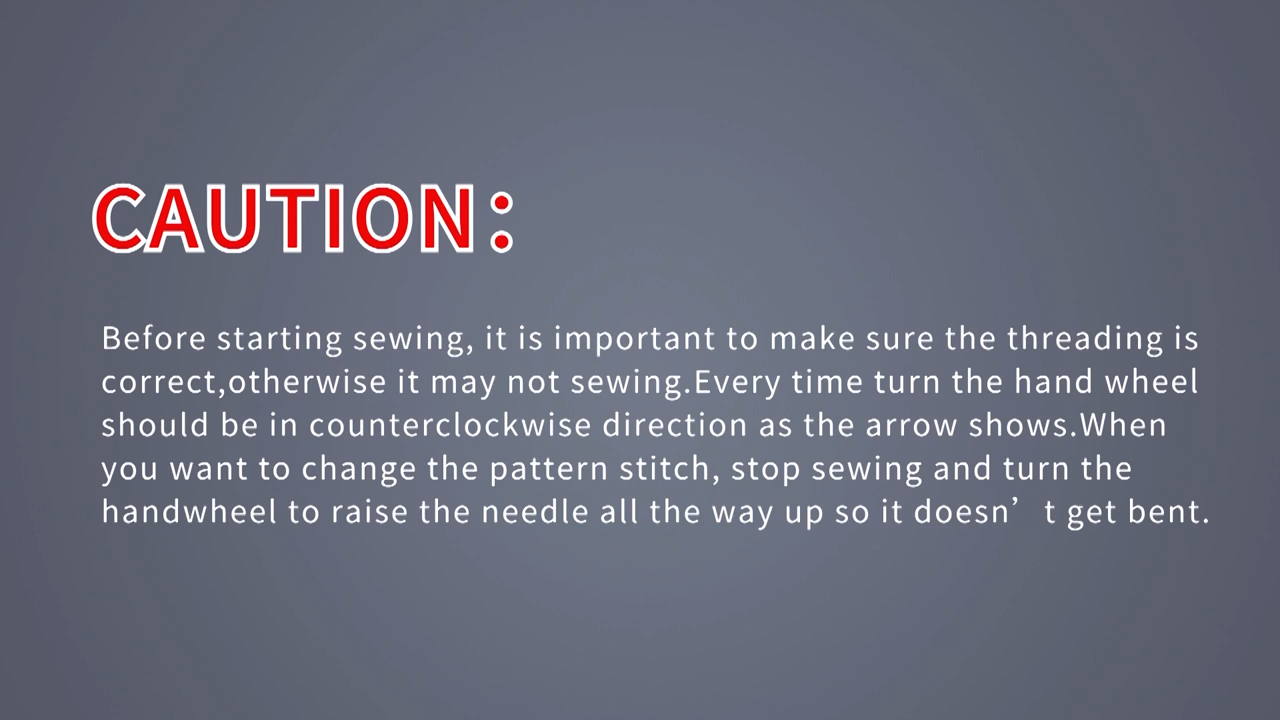 CAUTION：
Before starting sewing, it is important to make sure the threading is
correct,otherwise it may not sewing.Every time turn the hand wheel
should be in counterclockwise direction as the arrow shows.When
you want to change the pattern stitch, stop sewing and turn the
handwheel to raise the needle all the way up so it doesn’t get bent.